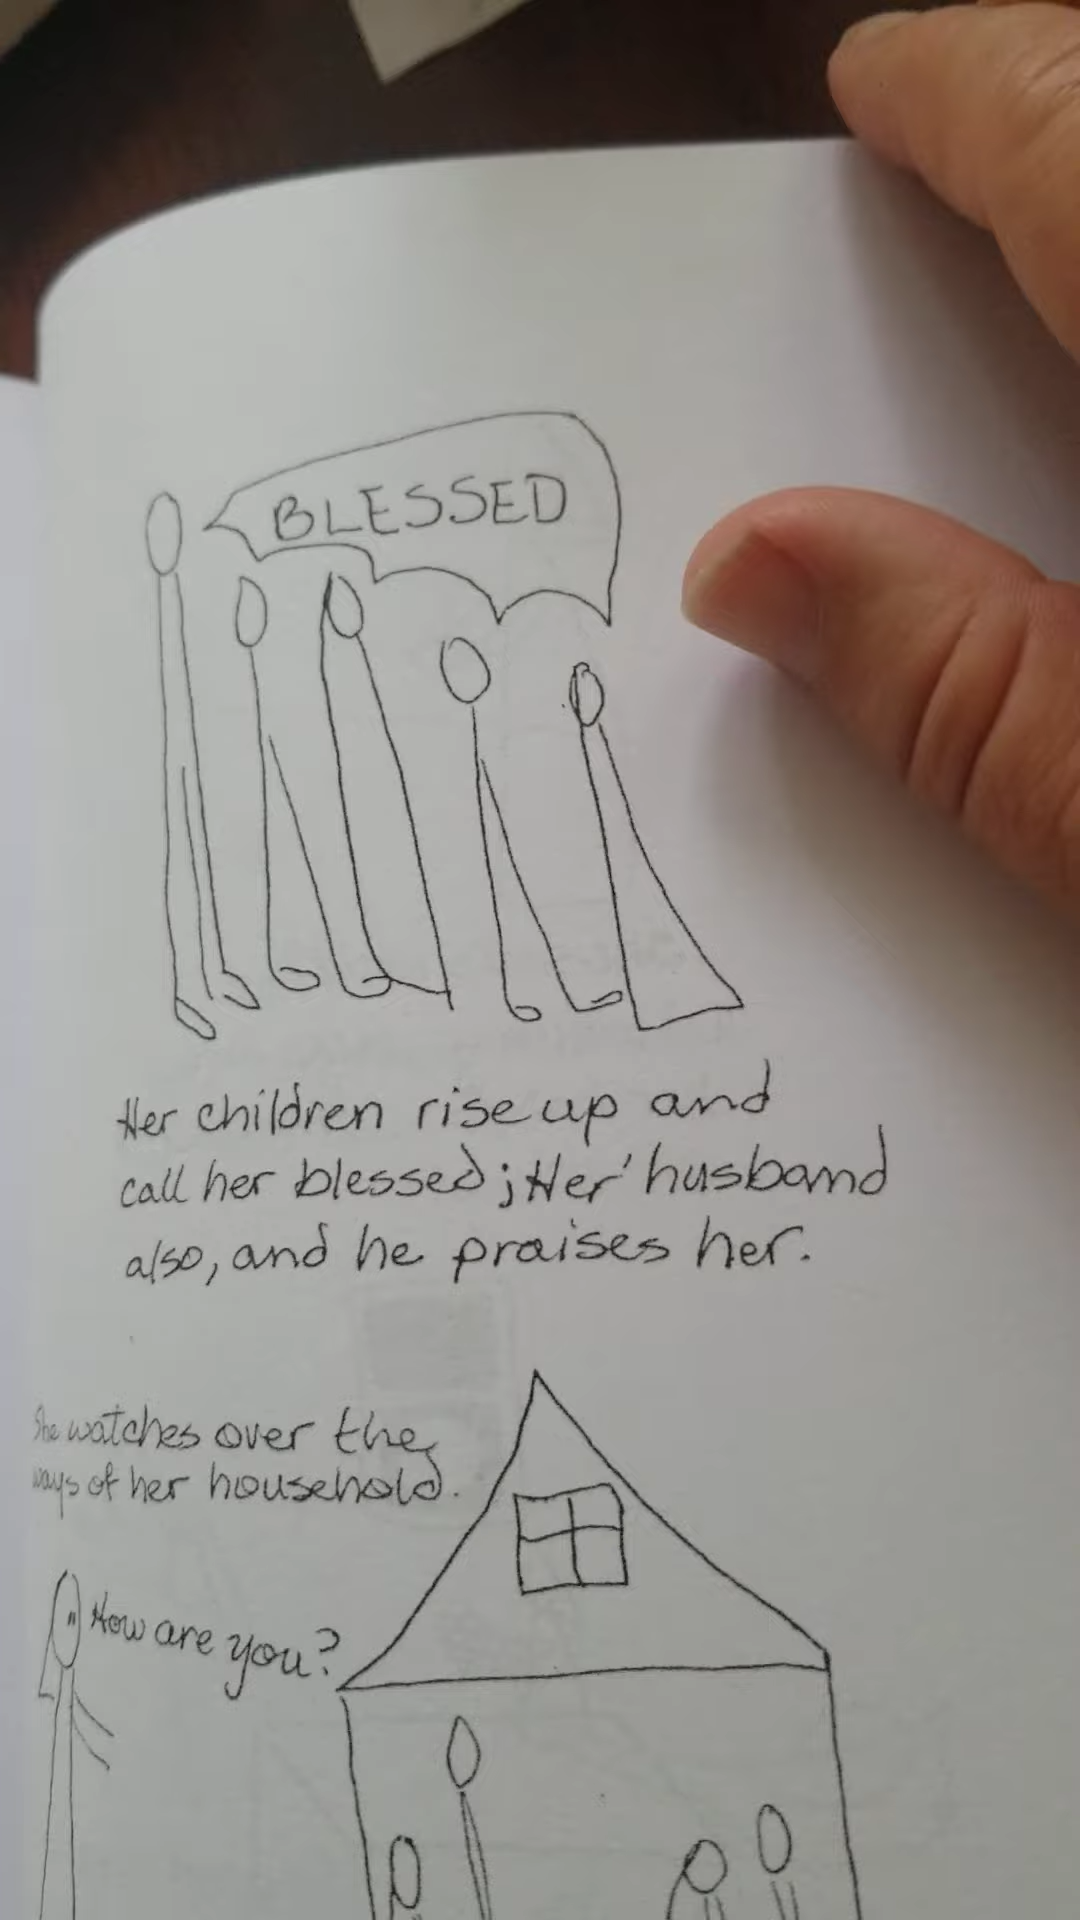 BLESSED
Her children rise up and
call her blessed; Her' husband
also, and he praises her.
She watches over the
ways of her household.
How are you?